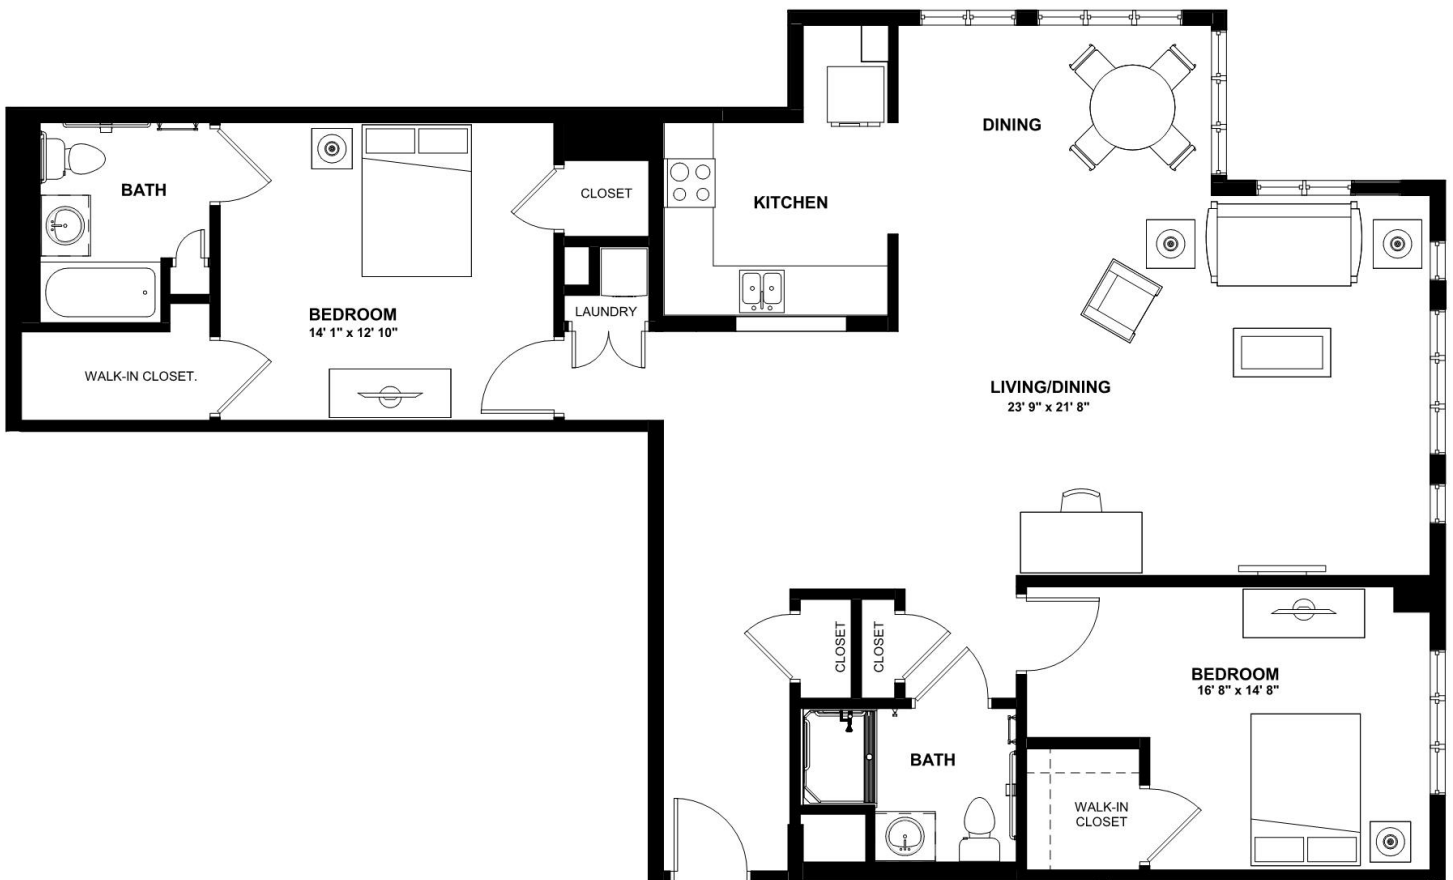 DINING
BATH
CLOSET
KITCHEN
BEDROOM
14' 1" x 12' 10"
LAUNDRY
WALK-IN CLOSET.
LIVING/DINING
23' 9" x 21' 8"
CLOSET
CLOSET
BEDROOM
16' 8" x 14' 8"
BATH
WALK-IN
CLOSET